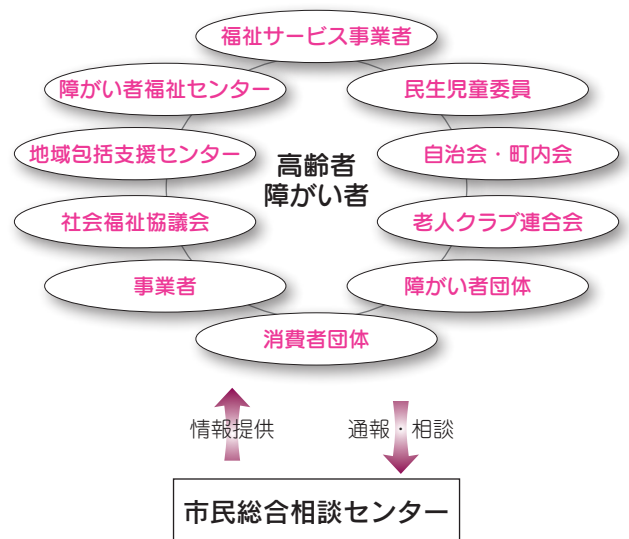 福祉サービス事業者
障がい者福祉センター
民生児童委員
地域包括支援センター
高齢者
障がい者
自治会・町内会
社会福祉協議会
老人クラブ連合会
事業者
障がい者団体
消費者団体
情報提供
通報・相談
市民総合相談センター